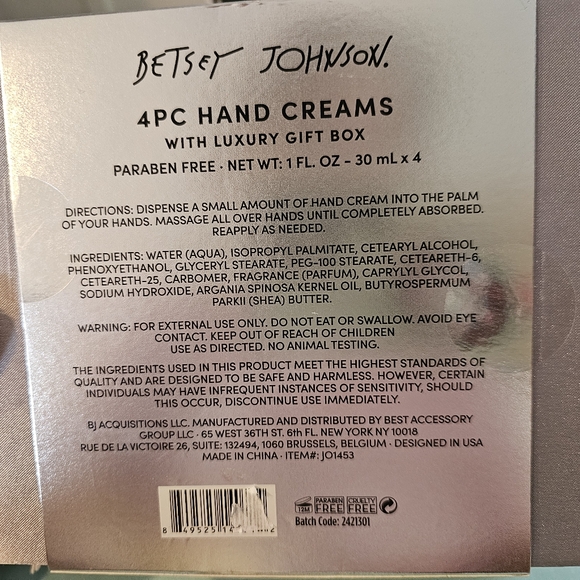 BETSEY JOHNSON.
4PC HAND CREAMS
WITH LUXURY GIFT BOX
PARABEN FREE · NET WT: 1 FL. OZ - 30 mL x 4
DIRECTIONS: DISPENSE A SMALL AMOUNT OF HAND CREAM INTO THE PALM
OF YOUR HANDS. MASSAGE ALL OVER HANDS UNTIL COMPLETELY ABSORBED.
REAPPLY AS NEEDED.
INGREDIENTS: WATER (AQUA), ISOPROPYL PALMITATE, CETEARYL ALCOHOL,
PHENOXYETHANOL, GLYCERYL STEARATE, PEG-100 STEARATE, CETEARETH-6,
CETEARETH-25, CARBOMER, FRAGRANCE (PARFUM), CAPRYLYL GLYCOL,
SODIUM HYDROXIDE, ARGANIA SPINOSA KERNEL OIL, BUTYROSPERMUM
PARKII (SHEA) BUTTER.
WARNING: FOR EXTERNAL USE ONLY. DO NOT EAT OR SWALLOW. AVOID EYE
CONTACT. KEEP OUT OF REACH OF CHILDREN
USE AS DIRECTED. NO ANIMAL TESTING.
THE INGREDIENTS USED IN THIS PRODUCT MEET THE HIGHEST STANDARDS OF
QUALITY AND ARE DESIGNED TO BE SAFE AND HARMLESS. HOWEVER, CERTAIN
INDIVIDUALS MAY HAVE INFREQUENT INSTANCES OF SENSITIVITY, SHOULD
THIS OCCUR, DISCONTINUE USE IMMEDIATELY.
BJ ACQUISITIONS LLC. MANUFACTURED AND DISTRIBUTED BY BEST ACCESSORY
GROUP LLC · 65 WEST 36TH ST. 6th FL. NEW YORK NY 10018
RUE DE LA VICTOIRE 26, SUITE: 132494, 1060 BRUSSELS, BELGIUM · DESIGNED IN USA
MADE IN CHINA · ITEM#: JO1453
12M PARABEN FREE CRUELTY FREE
Batch Code: 2421301
8 49525